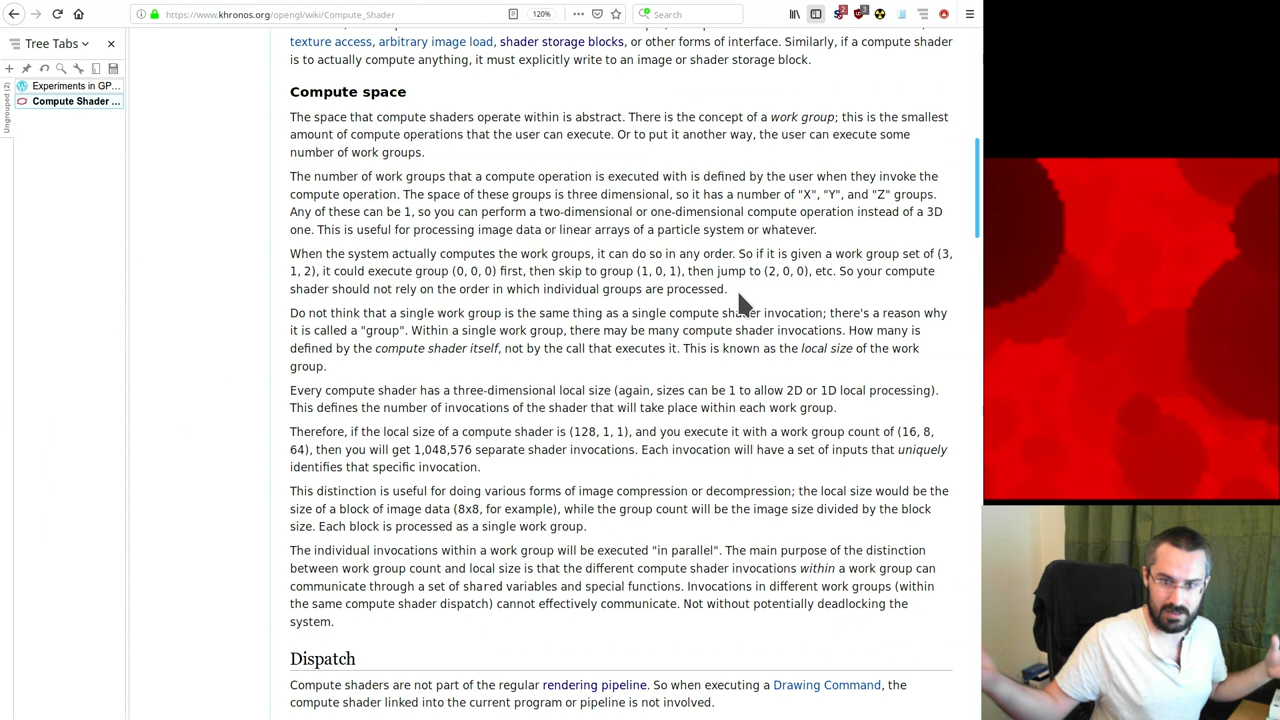 https://www.khronos.org/opengl/wiki/Compute_Shader
120%
Search
2
3
Tree Tabs
Ungrouped (2)
Experiments in GP...
Compute Shader ...
texture access, arbitrary image load, shader storage blocks, or other forms of interface. Similarly, if a compute shader
is to actually compute anything, it must explicitly write to an image or shader storage block.
Compute space
The space that compute shaders operate within is abstract. There is the concept of a work group; this is the smallest
amount of compute operations that the user can execute. Or to put it another way, the user can execute some
number of work groups.
The number of work groups that a compute operation is executed with is defined by the user when they invoke the
compute operation. The space of these groups is three dimensional, so it has a number of "X", "Y", and "Z" groups.
Any of these can be 1, so you can perform a two-dimensional or one-dimensional compute operation instead of a 3D
one. This is useful for processing image data or linear arrays of a particle system or whatever.
When the system actually computes the work groups, it can do so in any order. So if it is given a work group set of (3,
1, 2), it could execute group (0, 0, 0) first, then skip to group (1, 0, 1), then jump to (2, 0, 0), etc. So your compute
shader should not rely on the order in which individual groups are processed.
Do not think that a single work group is the same thing as a single compute shader invocation; there's a reason why
it is called a "group". Within a single work group, there may be many compute shader invocations. How many is
defined by the compute shader itself, not by the call that executes it. This is known as the local size of the work
group.
Every compute shader has a three-dimensional local size (again, sizes can be 1 to allow 2D or 1D local processing).
This defines the number of invocations of the shader that will take place within each work group.
Therefore, if the local size of a compute shader is (128, 1, 1), and you execute it with a work group count of (16, 8,
64), then you will get 1,048,576 separate shader invocations. Each invocation will have a set of inputs that uniquely
identifies that specific invocation.
This distinction is useful for doing various forms of image compression or decompression; the local size would be the
size of a block of image data (8x8, for example), while the group count will be the image size divided by the block
size. Each block is processed as a single work group.
The individual invocations within a work group will be executed "in parallel". The main purpose of the distinction
between work group count and local size is that the different compute shader invocations within a work group can
communicate through a set of shared variables and special functions. Invocations in different work groups (within
the same compute shader dispatch) cannot effectively communicate. Not without potentially deadlocking the
system.
Dispatch
Compute shaders are not part of the regular rendering pipeline. So when executing a Drawing Command, the
compute shader linked into the current program or pipeline is not involved.